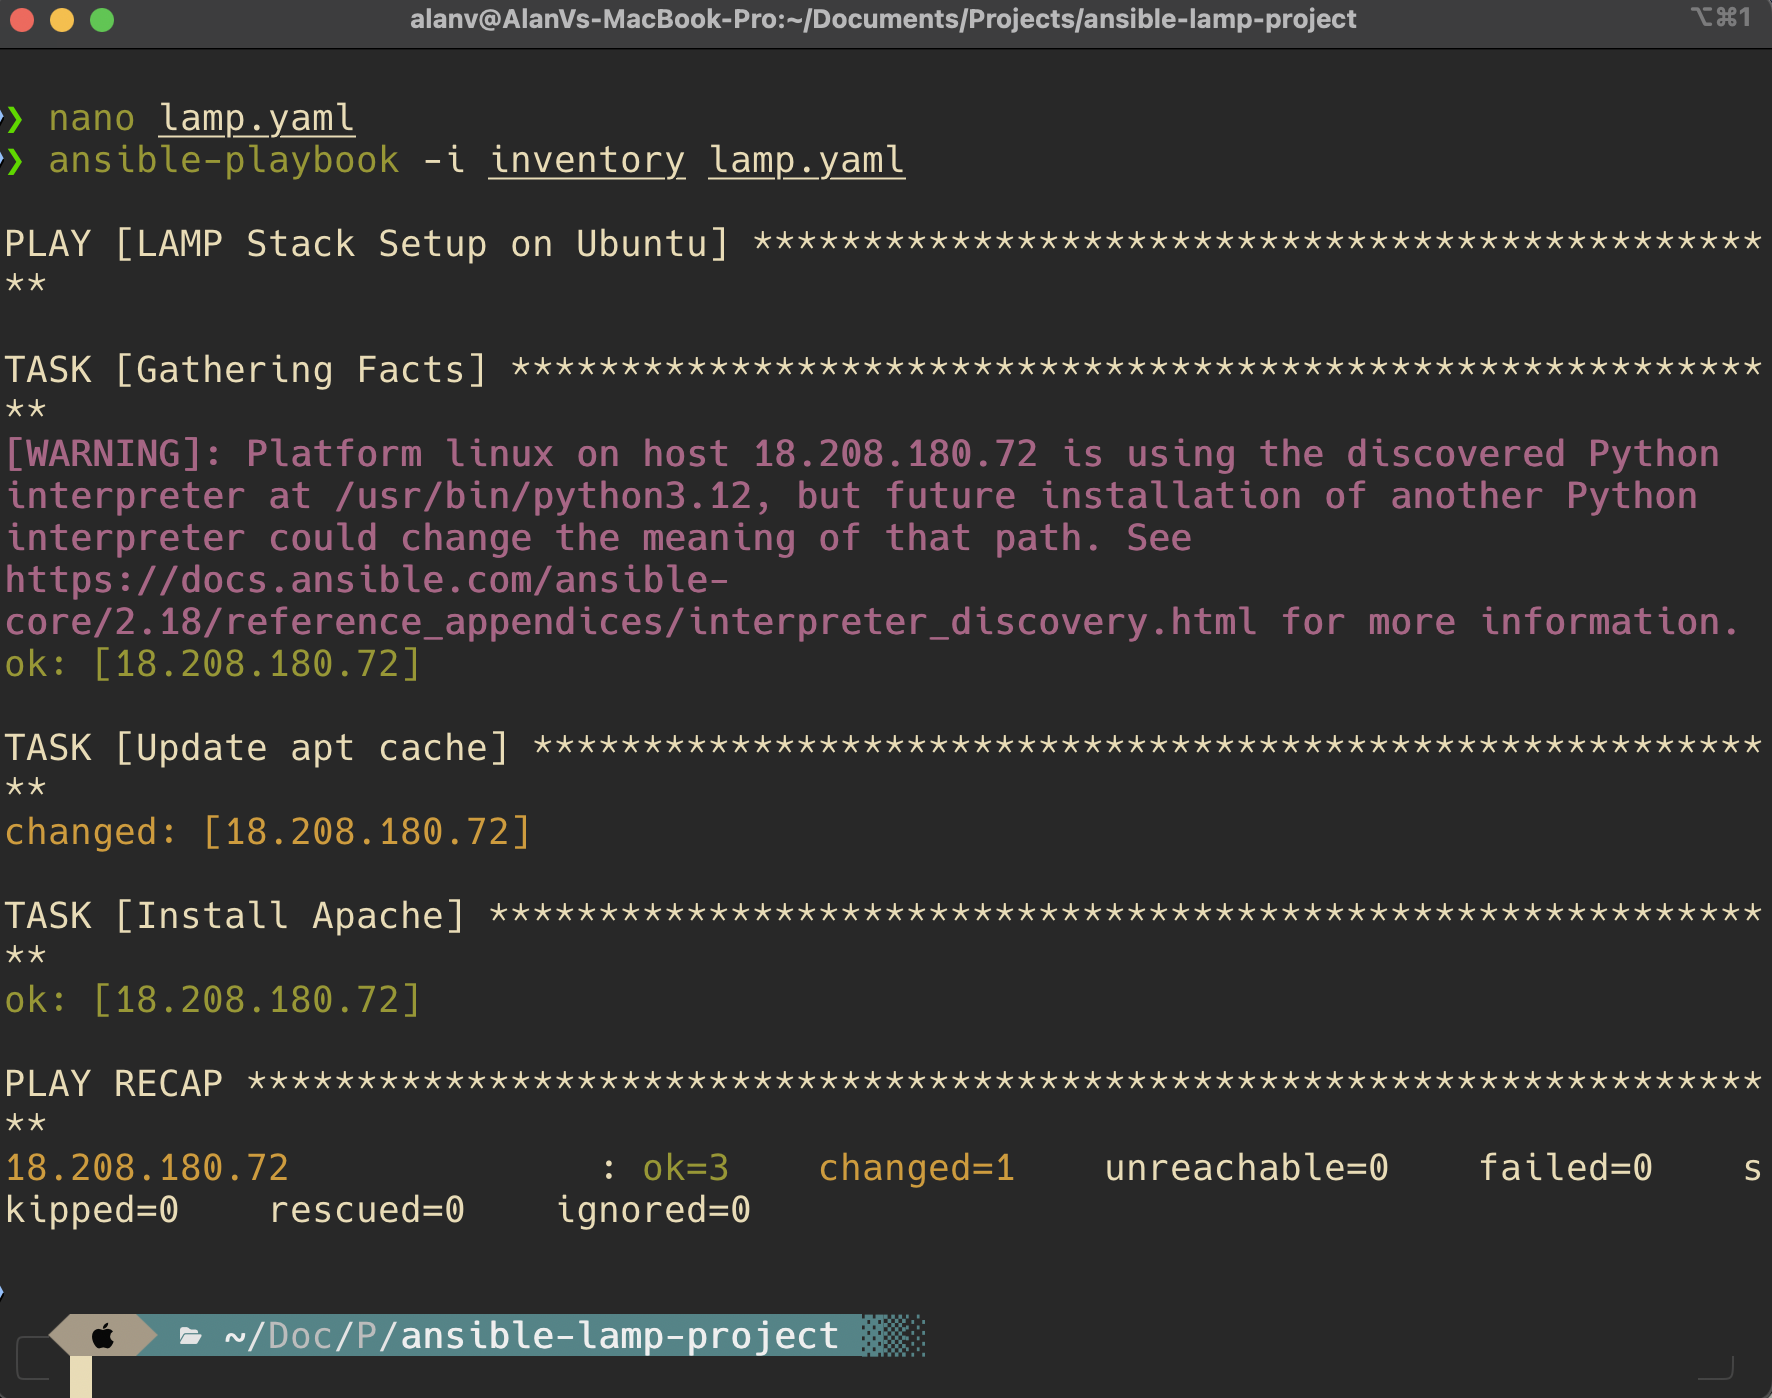 alanv@AlanVs-MacBook-Pro:~/Documents/Projects/ansible-lamp-project ⌥⌘1
❯ nano lamp.yaml
❯ ansible-playbook -i inventory lamp.yaml
PLAY [LAMP Stack Setup on Ubuntu] **********************************************
**
TASK [Gathering Facts] *********************************************************
**
[WARNING]: Platform linux on host 18.208.180.72 is using the discovered Python
interpreter at /usr/bin/python3.12, but future installation of another Python
interpreter could change the meaning of that path. See
https://docs.ansible.com/ansible-
core/2.18/reference_appendices/interpreter_discovery.html for more information.
ok: [18.208.180.72]
TASK [Update apt cache] ********************************************************
**
changed: [18.208.180.72]
TASK [Install Apache] **********************************************************
**
ok: [18.208.180.72]
PLAY RECAP *********************************************************************
**
18.208.180.72              : ok=3    changed=1    unreachable=0    failed=0    s
kipped=0    rescued=0    ignored=0
~/Doc/P/ansible-lamp-project